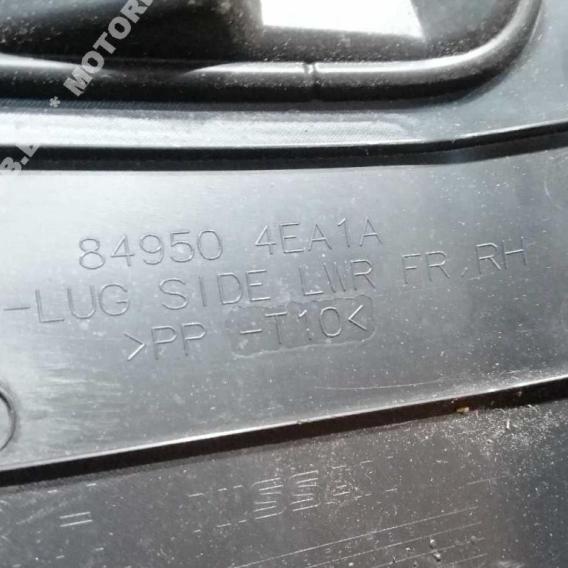 84950 4EA1A
-LUG SIDE LWR FR,RH
>PP -T10<